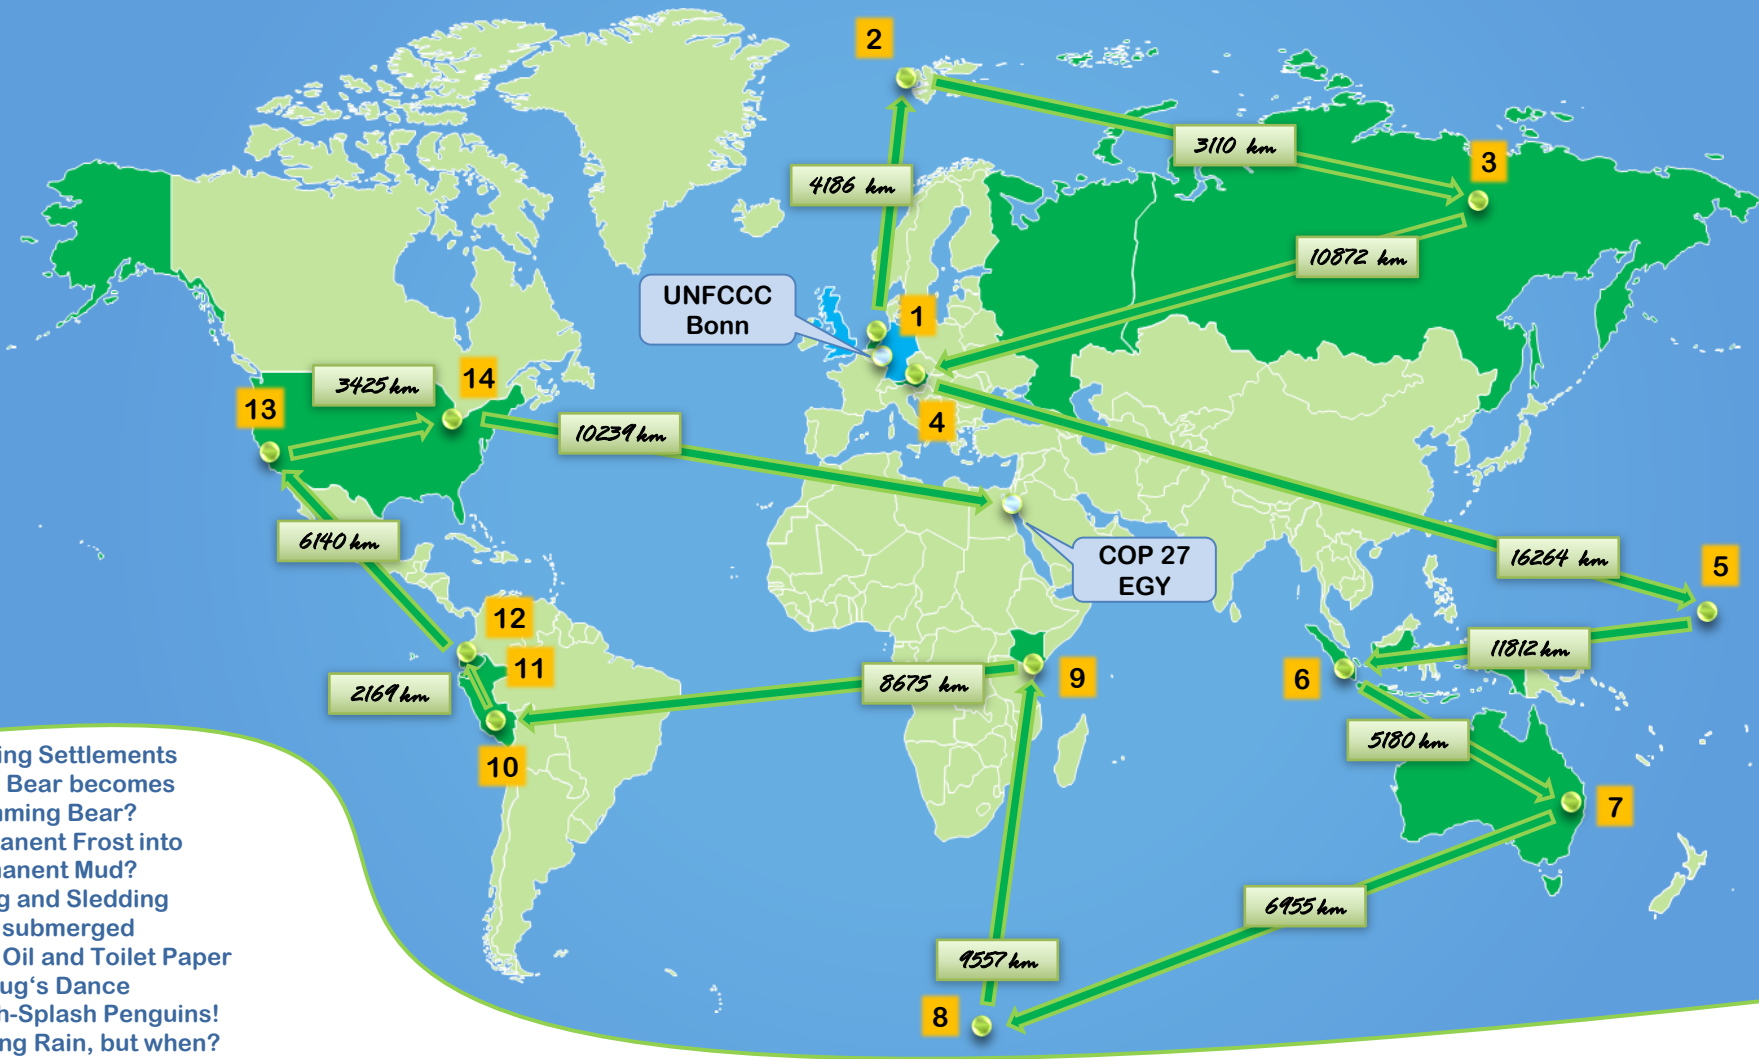 2
3110 km
3
4186 km
10872 km
UNFCCC
Bonn
1
3425 km
14
13
10239 km
4
6140 km
COP 27
EGY
16264 km
5
12
11
11812 km
6
8675 km
9
2169 km
5180 km
10
7
6955 km
9557 km
8
ing Settlements
Bear becomes
ming Bear?
anent Frost into
anent Mud?
g and Sledding
submerged
Oil and Toilet Paper
ug‘s Dance
h-Splash Penguins!
ng Rain, but when?